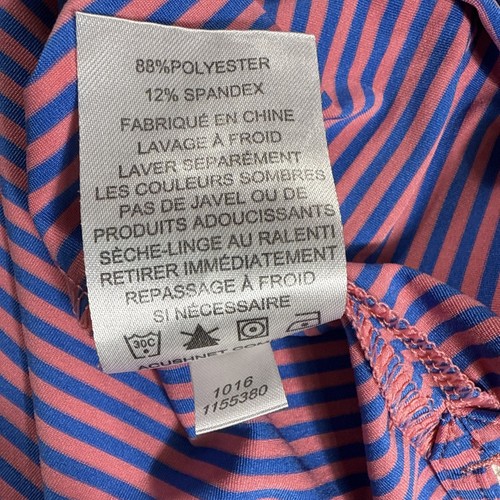 88%POLYESTER
12% SPANDEX
FABRIQUÉ EN CHINE
LAVAGE À FROID
LAVER SÉPARÉMENT
LES COULEURS SOMBRES
PAS DE JAVEL OU DE
PRODUITS ADOUCISSANTS
SÈCHE-LINGE AU RALENTI
RETIRER IMMÉDIATEMENT
REPASSAGE À FROID
SI NÉCESSAIRE
30C
1016
1155380